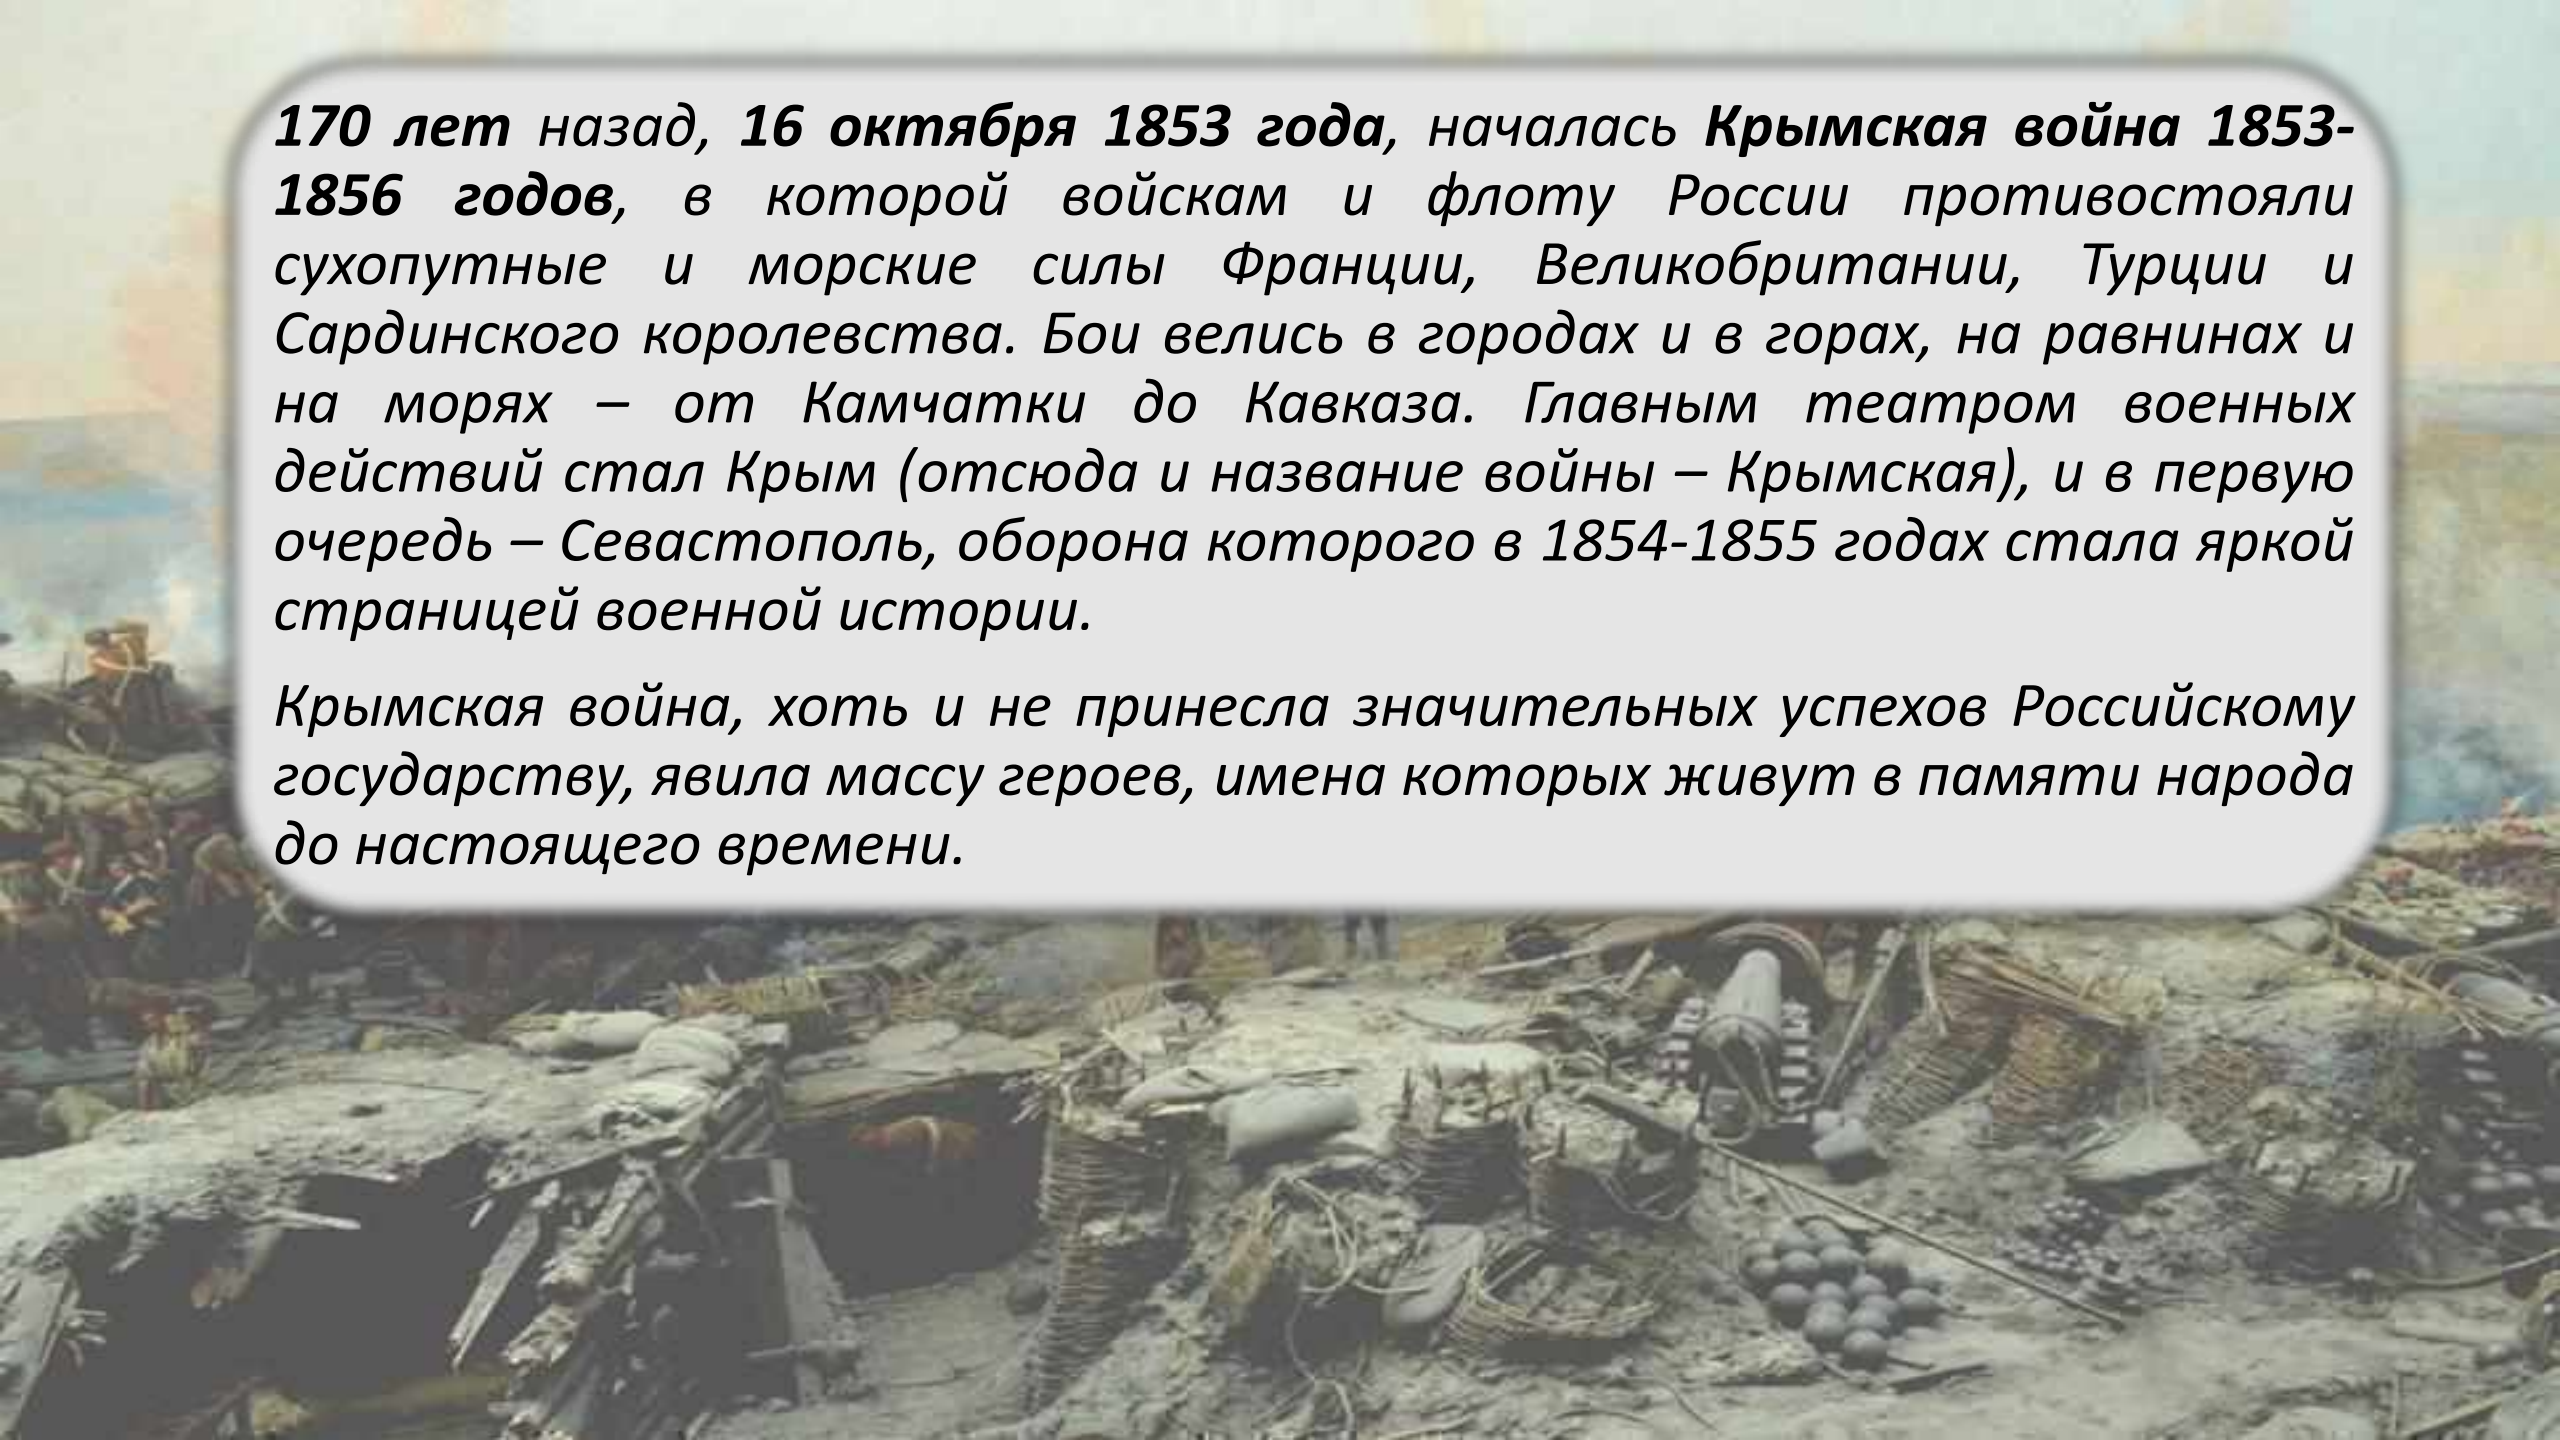 170 лет назад, 16 октября 1853 года, началась Крымская война 1853-
1856 годов, в которой войскам и флоту России противостояли
сухопутные и морские силы Франции, Великобритании, Турции и
Сардинского королевства. Бои велись в городах и в горах, на равнинах и
на морях – от Камчатки до Кавказа. Главным театром военных
действий стал Крым (отсюда и название войны – Крымская), и в первую
очередь – Севастополь, оборона которого в 1854-1855 годах стала яркой
страницей военной истории.
Крымская война, хоть и не принесла значительных успехов Российскому
государству, явила массу героев, имена которых живут в памяти народа
до настоящего времени.